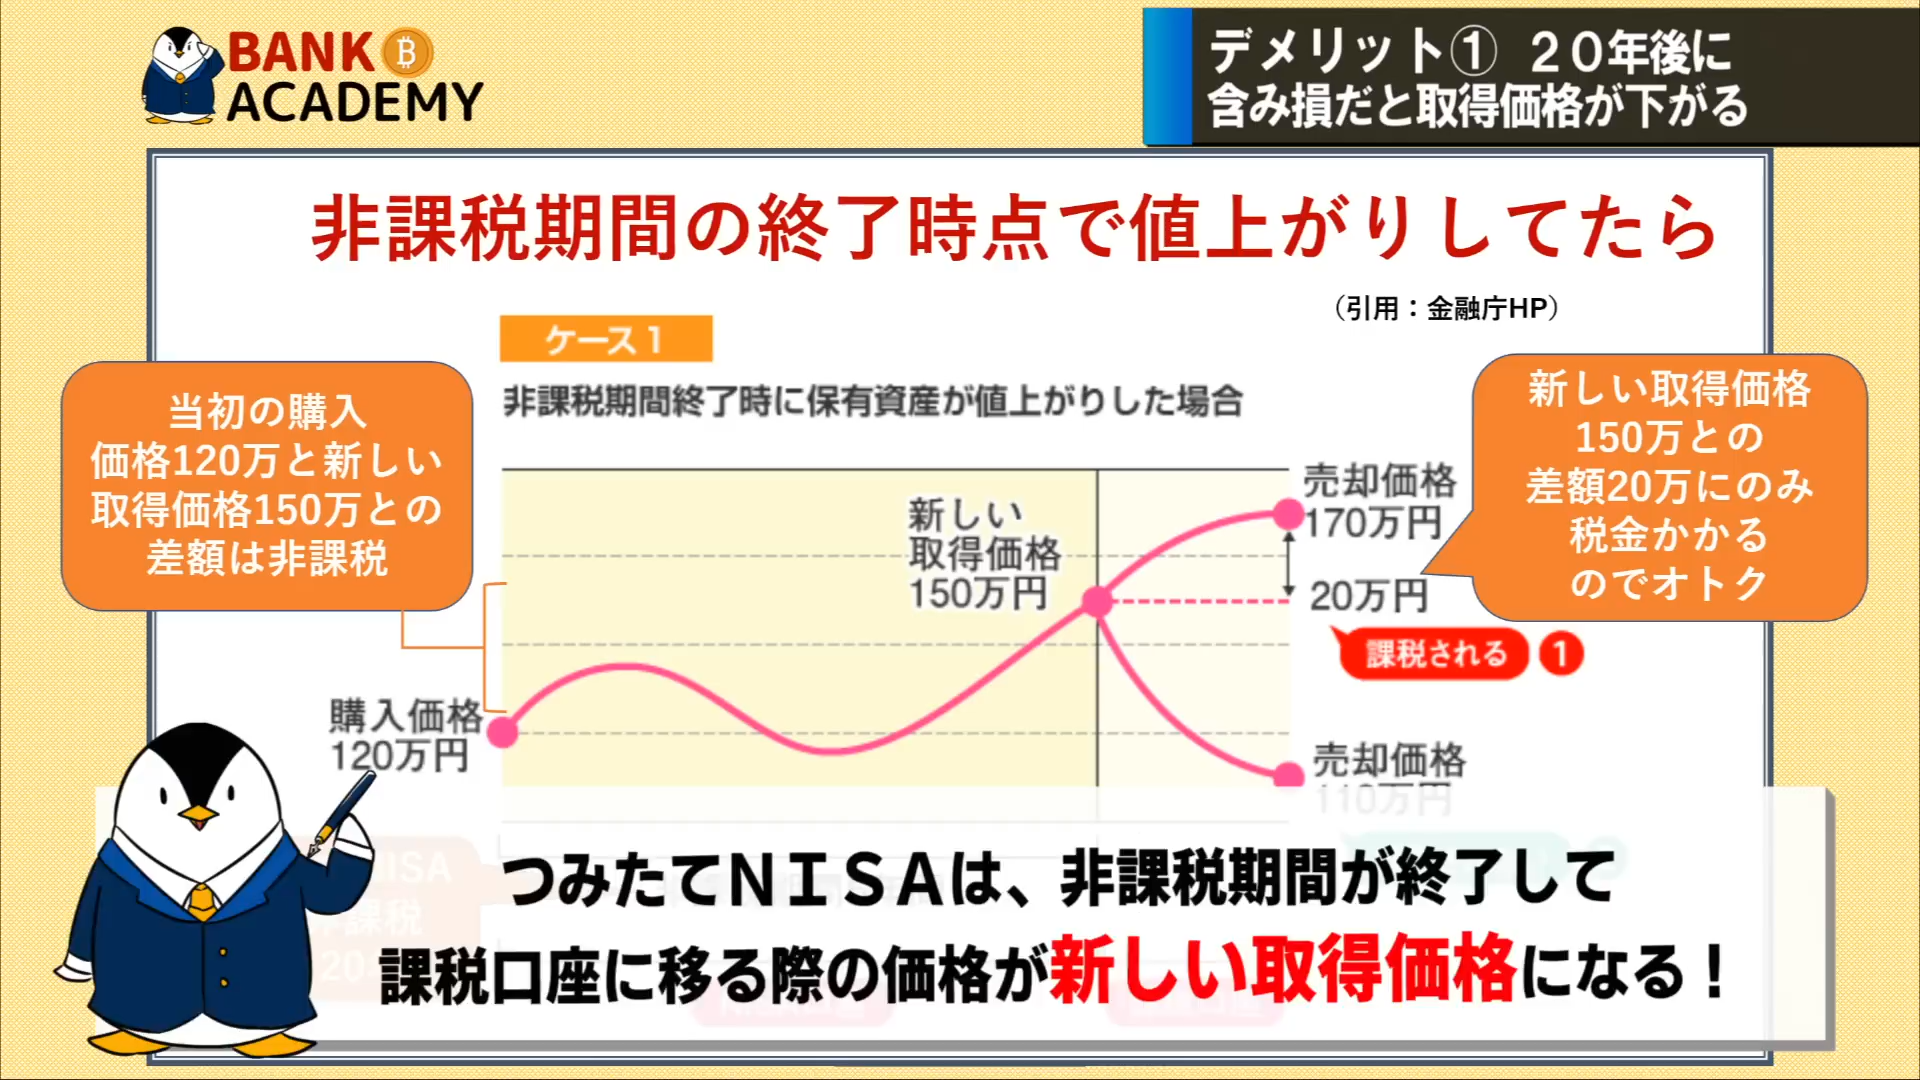 BANK
ACADEMY
デメリット① ２０年後に
含み損だと取得価格が下がる
非課税期間の終了時点で値上がりしてたら
（引用：金融庁HP）
ケース1
非課税期間終了時に保有資産が値上がりした場合
当初の購入
価格120万と新しい
取得価格150万との
差額は非課税
新しい取得価格
150万との
差額20万にのみ
税金かかる
のでオトク
売却価格
170万円
新しい
取得価格
150万円
20万円
課税される ❶
購入価格
120万円
売却価格
110万円
NISA
非課税
20
つみたてＮＩＳＡは、非課税期間が終了して
課税口座に移る際の価格が新しい取得価格になる！